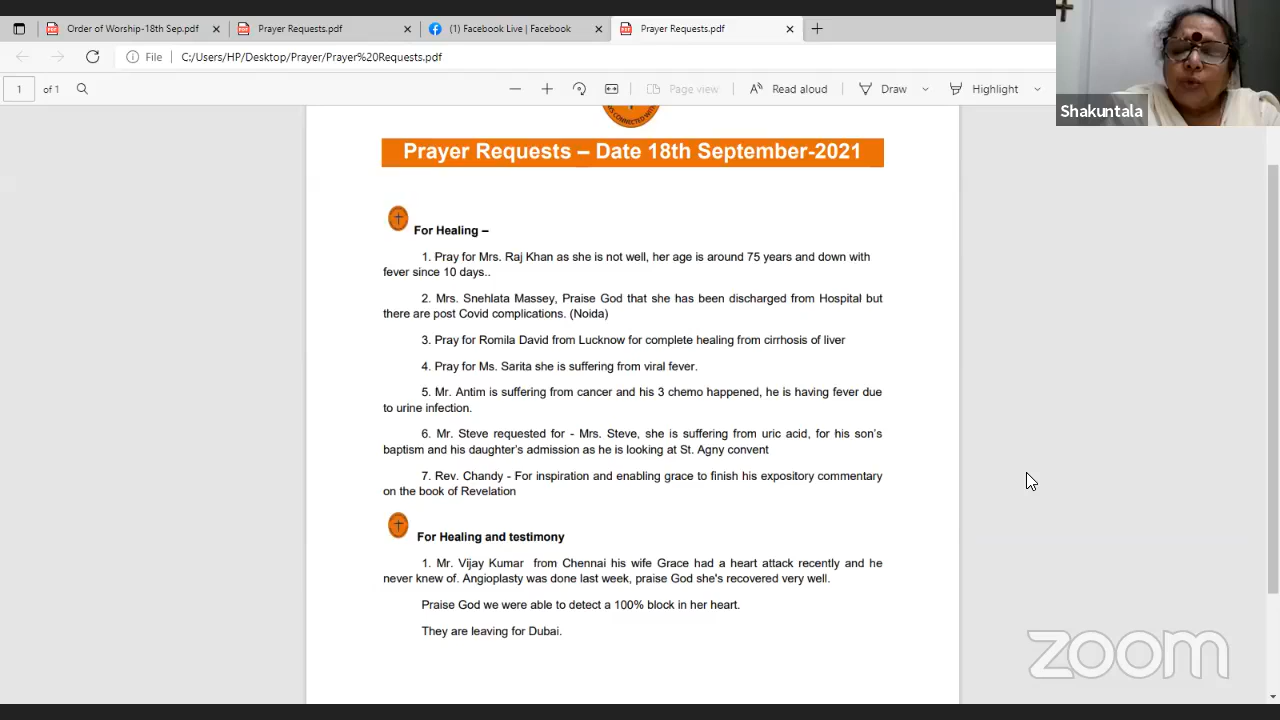 Order of Worship-18th Sep.pdf
Prayer Requests.pdf
(1) Facebook Live | Facebook
Prayer Requests.pdf
File
C:/Users/HP/Desktop/Prayer/Prayer%20Requests.pdf
1 of 1
Page view
Read aloud
Draw
Highlight
Shakuntala
CONNECTED WITH
Prayer Requests – Date 18th September-2021
For Healing –
1. Pray for Mrs. Raj Khan as she is not well, her age is around 75 years and down with
fever since 10 days..
2. Mrs. Snehlata Massey, Praise God that she has been discharged from Hospital but
there are post Covid complications. (Noida)
3. Pray for Romila David from Lucknow for complete healing from cirrhosis of liver
4. Pray for Ms. Sarita she is suffering from viral fever.
5. Mr. Antim is suffering from cancer and his 3 chemo happened, he is having fever due
to urine infection.
6. Mr. Steve requested for - Mrs. Steve, she is suffering from uric acid, for his son's
baptism and his daughter's admission as he is looking at St. Agny convent
7. Rev. Chandy - For inspiration and enabling grace to finish his expository commentary
on the book of Revelation
For Healing and testimony
1. Mr. Vijay Kumar from Chennai his wife Grace had a heart attack recently and he
never knew of. Angioplasty was done last week, praise God she's recovered very well.
Praise God we were able to detect a 100% block in her heart.
They are leaving for Dubai.
zoom